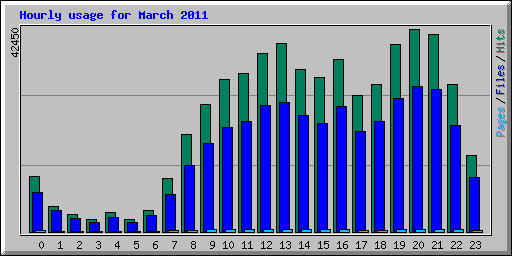 Hourly usage for March 2011
42450
Pages / Files / Hits
0 1 2 3 4 5 6 7 8 9 10 11 12 13 14 15 16 17 18 19 20 21 22 23